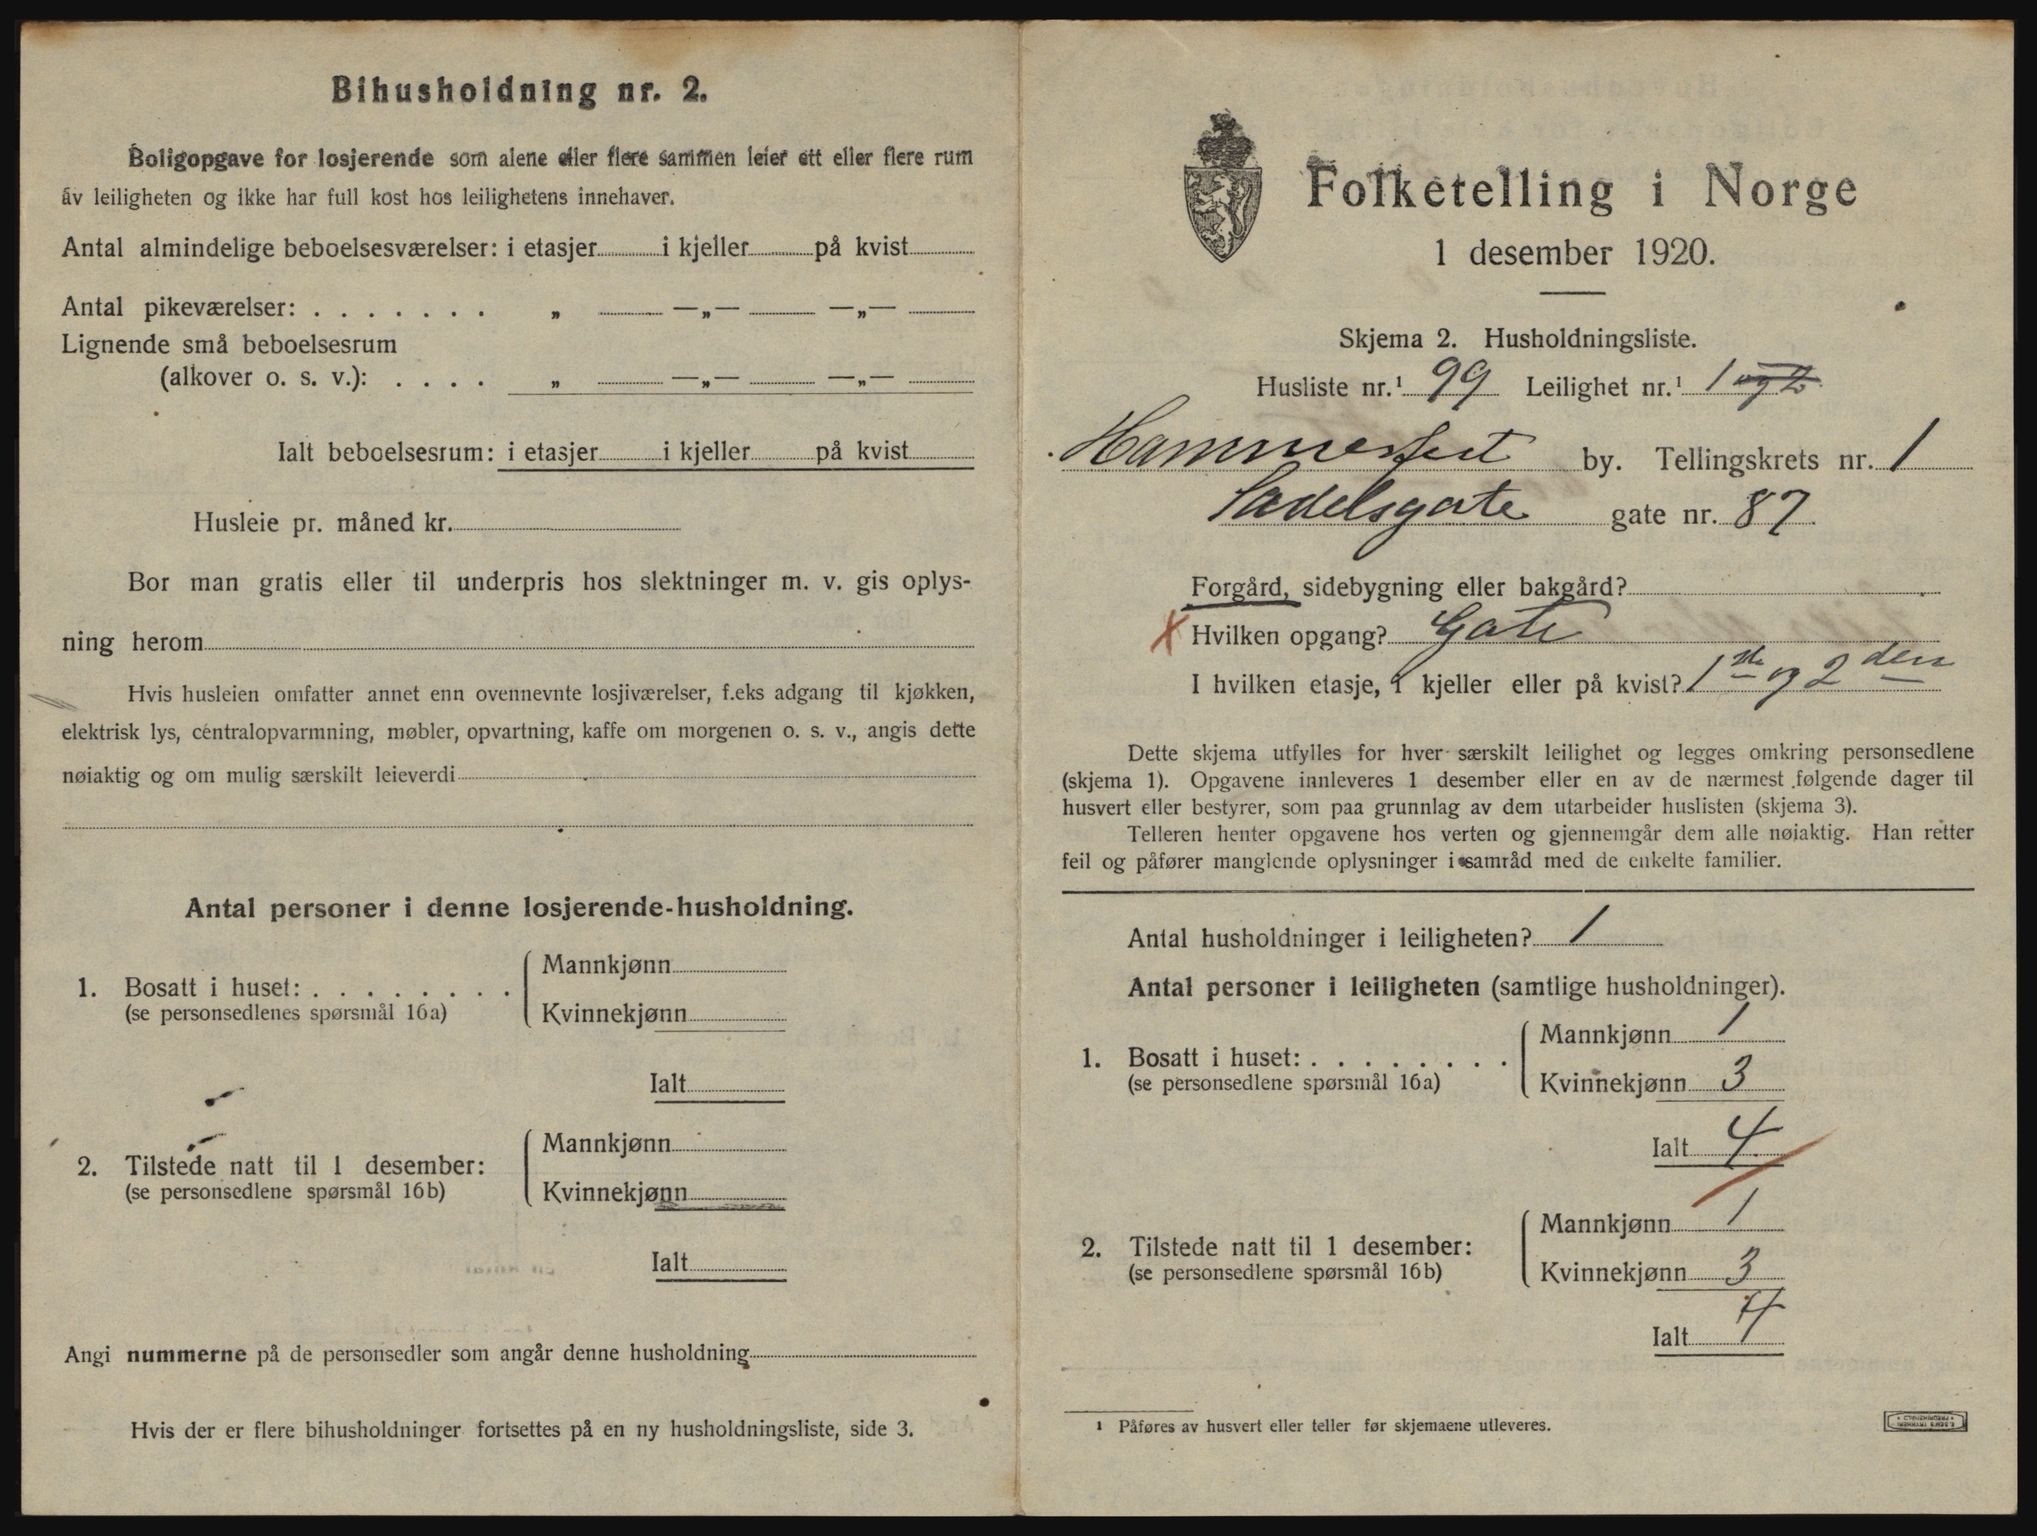 Bihusholdning nr. 2.
Boligopgave for losjerende som alene eller flere sammen leier ett eller flere rum
av leiligheten og ikke har full kost hos leilighetens innehaver.
Antal almindelige beboelsesværelser: i etasjer i kjeller på kvist
Antal pikeværelser: . . . . . . . „ —„— —„—
Lignende små beboelsesrum
(alkover o. s. v.): . . . . „ —„— —„—
Ialt beboelsesrum: i etasjer i kjeller på kvist
Husleie pr. måned kr.
Bor man gratis eller til underpris hos slektninger m. v. gis oplys-
ning herom
Hvis husleien omfatter annet enn ovennevnte losjiværelser, f.eks adgang til kjøkken,
elektrisk lys, centralopvarmning, møbler, opvartning, kaffe om morgenen o. s. v., angis dette
nøiaktig og om mulig særskilt leieverdi
Antal personer i denne losjerende-husholdning.
Mannkjønn
1. Bosatt i huset: . . . . . . . .
(se personsedlenes spørsmål 16a)
Kvinnekjønn
Ialt
Mannkjønn
2. Tilstede natt til 1 desember:
(se personsedlene spørsmål 16b)
Kvinnekjønn
Ialt
Angi nummerne på de personsedler som angår denne husholdning
Hvis der er flere bihusholdninger fortsettes på en ny husholdningsliste, side 3.
Folketelling i Norge
1 desember 1920.
Skjema 2. Husholdningsliste.
Husliste nr.¹ 99 Leilighet nr.¹ 1 og 2
Hammerfest by. Tellingskrets nr. 1
Sadelsgate gate nr. 87
Forgård, sidebygning eller bakgård?
X Hvilken opgang? Gate
I hvilken etasje, i kjeller eller på kvist? 1ste og 2den
Dette skjema utfylles for hver særskilt leilighet og legges omkring personsedlene
(skjema 1). Opgavene innleveres 1 desember eller en av de nærmest følgende dager til
husvert eller bestyrer, som paa grunnlag av dem utarbeider huslisten (skjema 3).
Telleren henter opgavene hos verten og gjennemgår dem alle nøiaktig. Han retter
feil og påfører manglende oplysninger i samråd med de enkelte familier.
Antal husholdninger i leiligheten? 1
Antal personer i leiligheten (samtlige husholdninger).
Mannkjønn 1
1. Bosatt i huset: . . . . . . . .
(se personsedlene spørsmål 16a)
Kvinnekjønn 3
Ialt 4
Mannkjønn 1
2. Tilstede natt til 1 desember:
(se personsedlene spørsmål 16b)
Kvinnekjønn 3
Ialt 4
¹ Påføres av husvert eller teller før skjemaene utleveres.